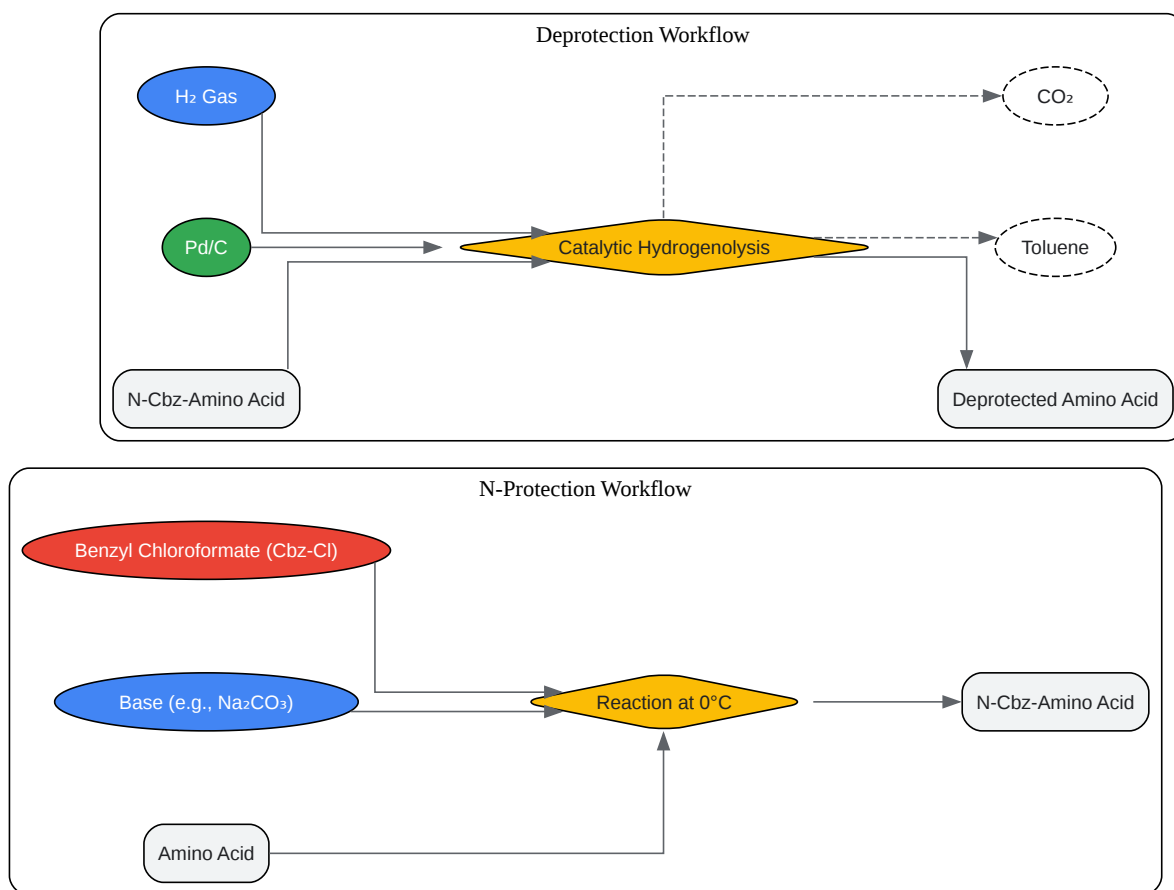 Deprotection Workflow
H₂ Gas
CO₂
Pd/C
Catalytic Hydrogenolysis
Toluene
N-Cbz-Amino Acid
Deprotected Amino Acid
N-Protection Workflow
Benzyl Chloroformate (Cbz-Cl)
Base (e.g., Na₂CO₃)
Reaction at 0°C
N-Cbz-Amino Acid
Amino Acid